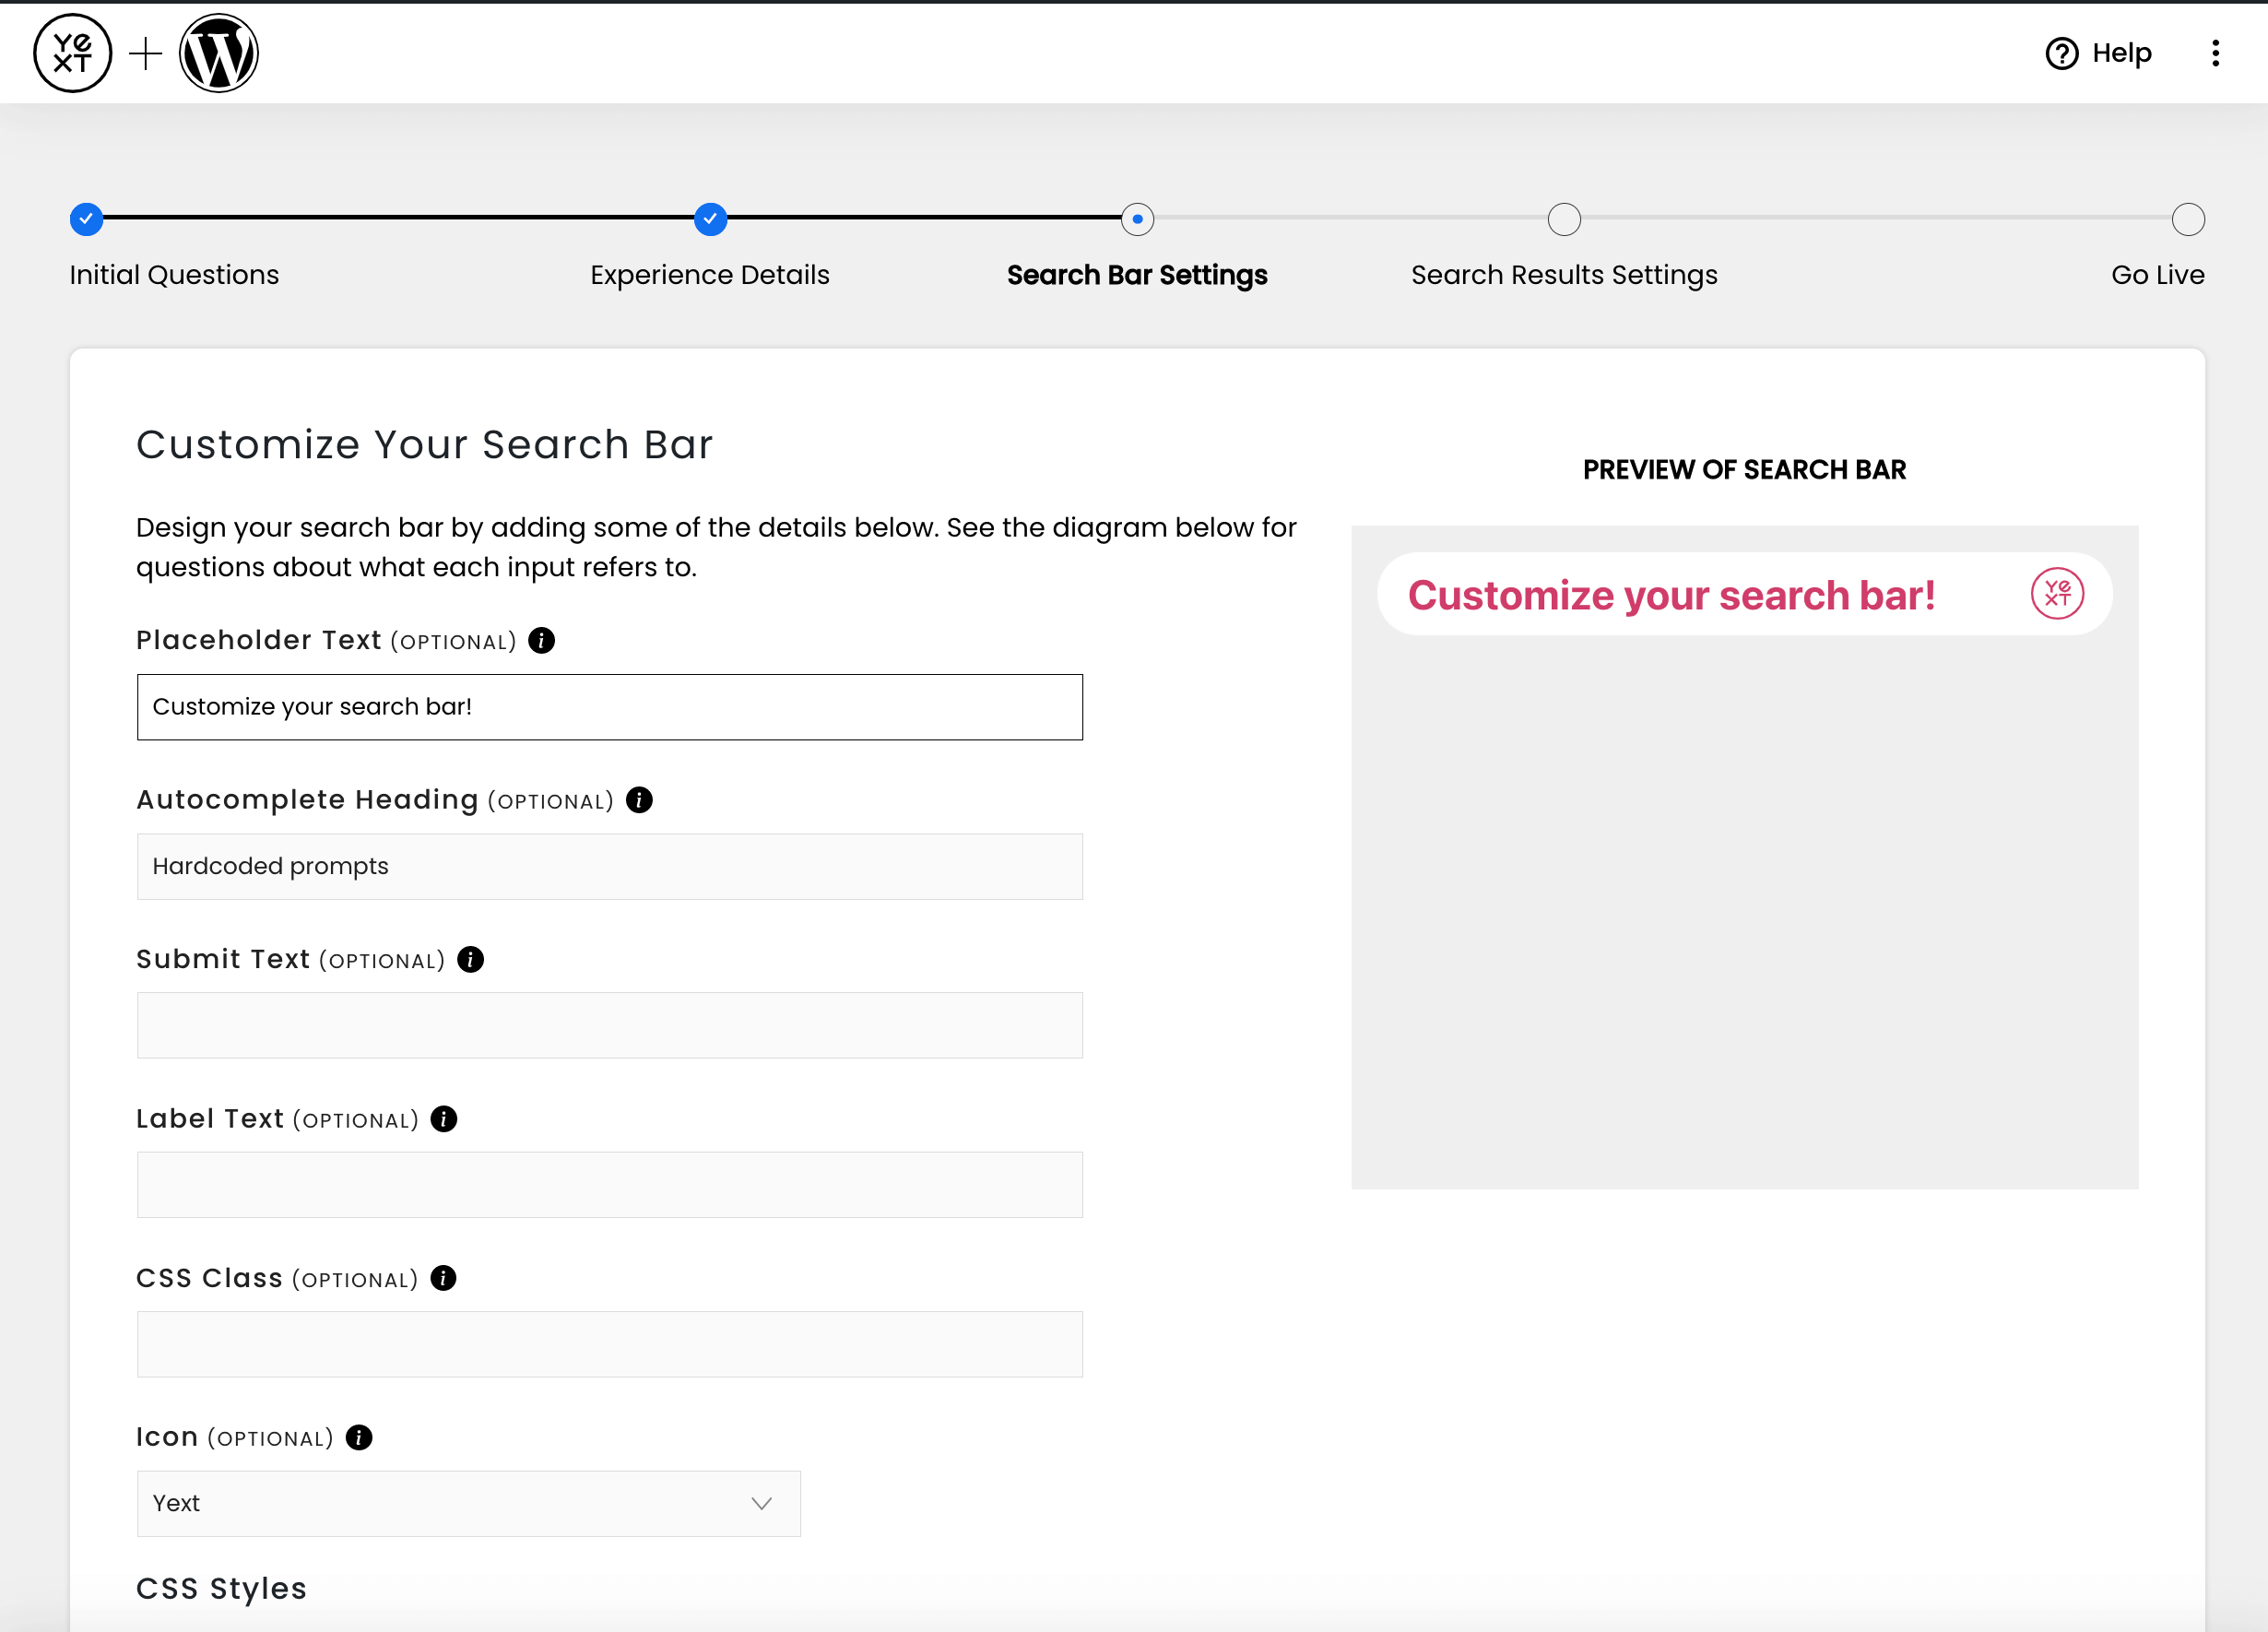 YEXT
W
Help
Initial Questions
Experience Details
Search Bar Settings
Search Results Settings
Go Live
Customize Your Search Bar
Design your search bar by adding some of the details below. See the diagram below for
questions about what each input refers to.
Placeholder Text (OPTIONAL) i
Customize your search bar!
Autocomplete Heading (OPTIONAL) i
Hardcoded prompts
Submit Text (OPTIONAL) i
Label Text (OPTIONAL) i
CSS Class (OPTIONAL) i
Icon (OPTIONAL) i
Yext
CSS Styles
PREVIEW OF SEARCH BAR
Customize your search bar!
YEXT